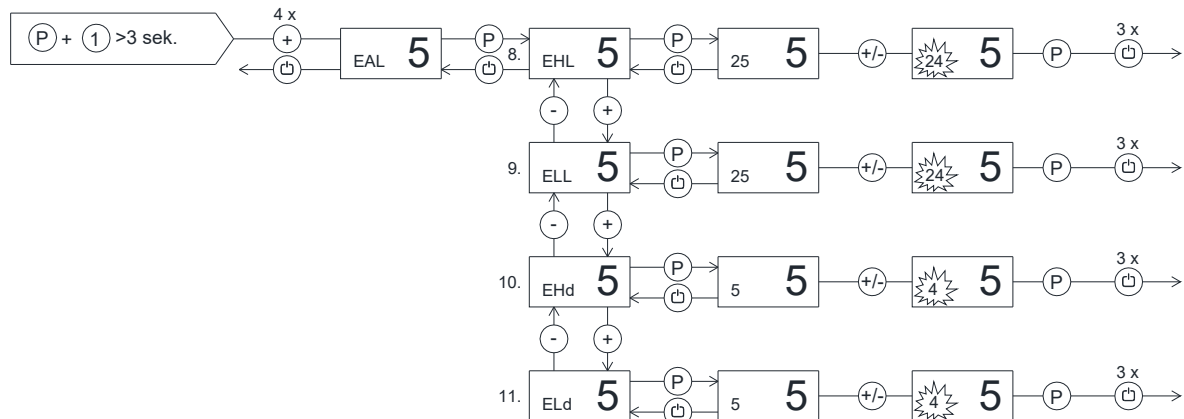 4 x
P + 1 >3 sek. + EAL 5 P 8. EHL 5 P 25 5 +/- 24 5 P 3 x
- +
9. ELL 5 P 25 5 +/- 24 5 P 3 x
- +
10. EHd 5 P 5 5 +/- 4 5 P 3 x
- +
11. ELd 5 P 5 5 +/- 4 5 P 3 x